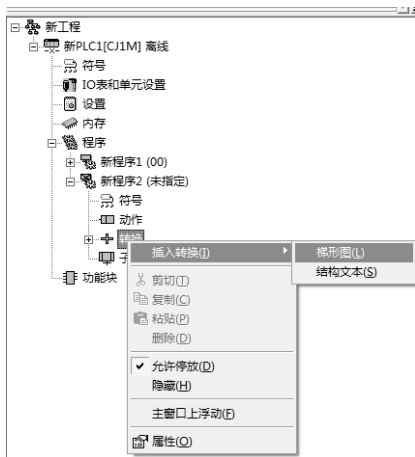 新工程
新PLC1[CJ1M] 离线
符号
IO表和单元设置
设置
内存
程序
新程序1 (00)
新程序2 (未指定)
符号
动作
转换
子
功能块
插入转换(I)
梯形图(L)
结构文本(S)
剪切(T)
复制(C)
粘贴(P)
删除(D)
允许停放(D)
隐藏(H)
主窗口上浮动(F)
属性(O)